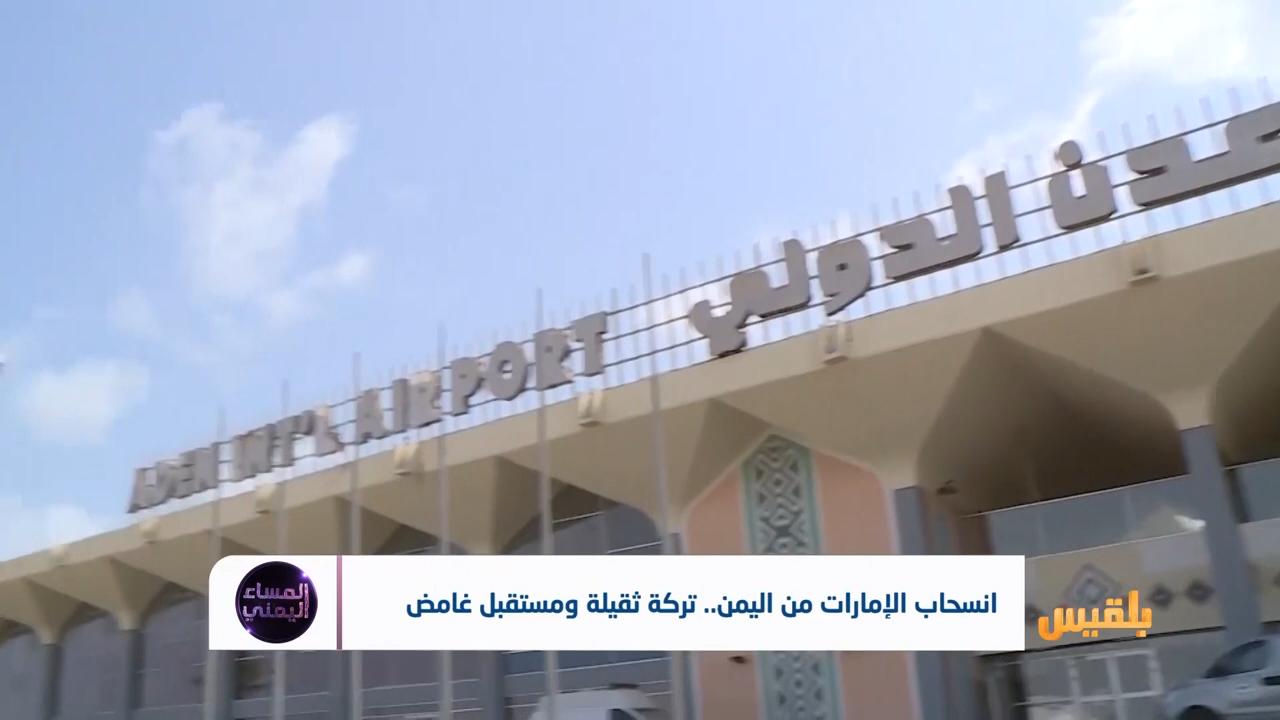 عدن الدولي
ADEN INT'L AIRPORT
انسحاب الإمارات من اليمن.. تركة ثقيلة ومستقبل غامض
المساء
اليمني
بلقيس